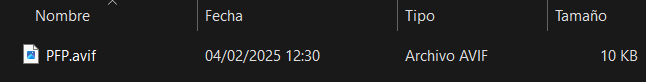 Nombre Fecha Tipo Tamaño
PFP.avif 04/02/2025 12:30 Archivo AVIF 10 KB